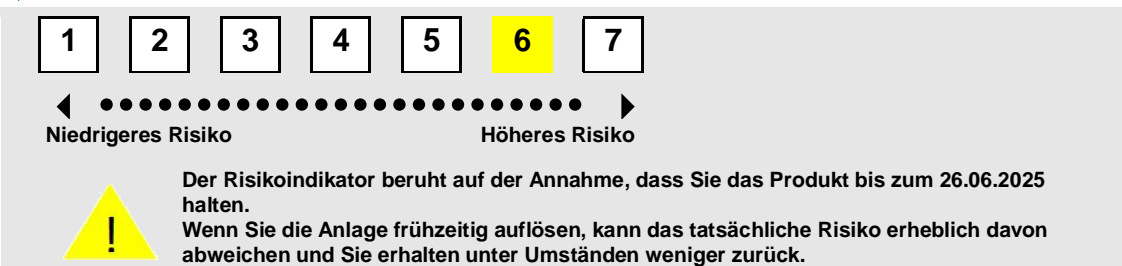 1 2 3 4 5 6 7
Niedrigeres Risiko Höheres Risiko
Der Risikoindikator beruht auf der Annahme, dass Sie das Produkt bis zum 26.06.2025
halten.
Wenn Sie die Anlage frühzeitig auflösen, kann das tatsächliche Risiko erheblich davon
abweichen und Sie erhalten unter Umständen weniger zurück.
!